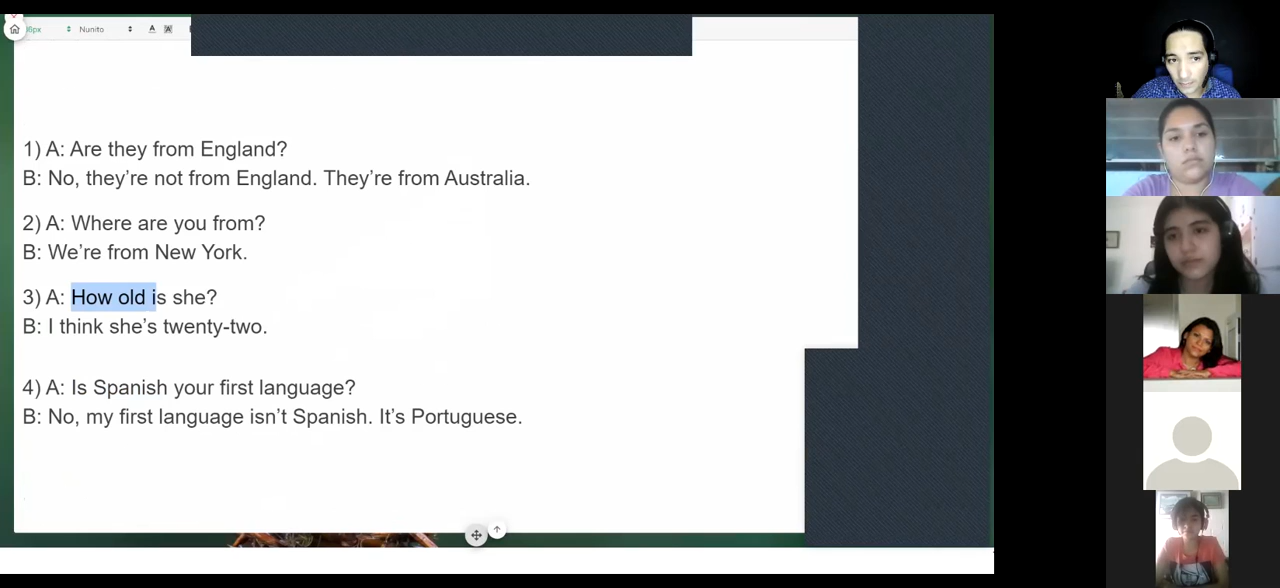 6px Nunito A A
1) A: Are they from England?
B: No, they're not from England. They're from Australia.
2) A: Where are you from?
B: We’re from New York.
3) A: How old is she?
B: I think she’s twenty-two.
4) A: Is Spanish your first language?
B: No, my first language isn’t Spanish. It’s Portuguese.